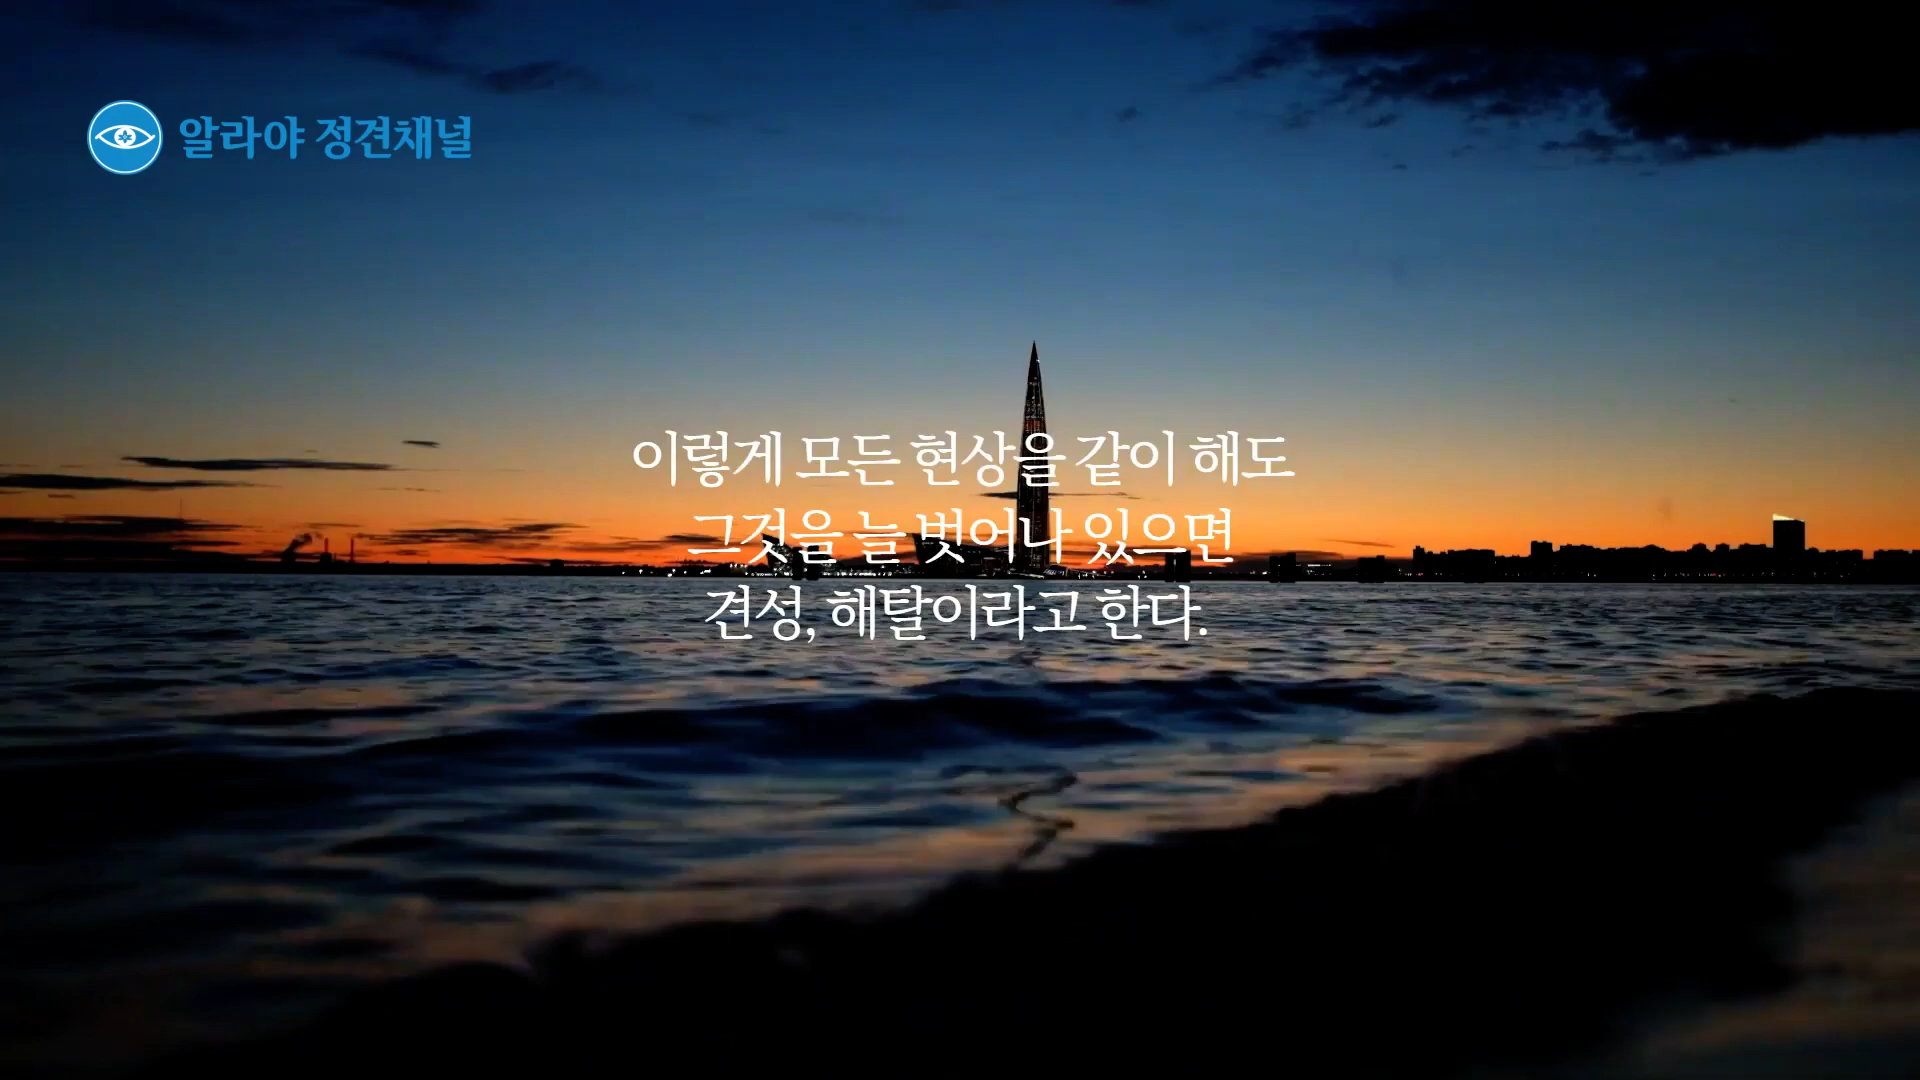 알라야 정견채널
이렇게 모든 현상을 같이 해도
그것을 늘 벗어나 있으면
견성, 해탈이라고 한다.